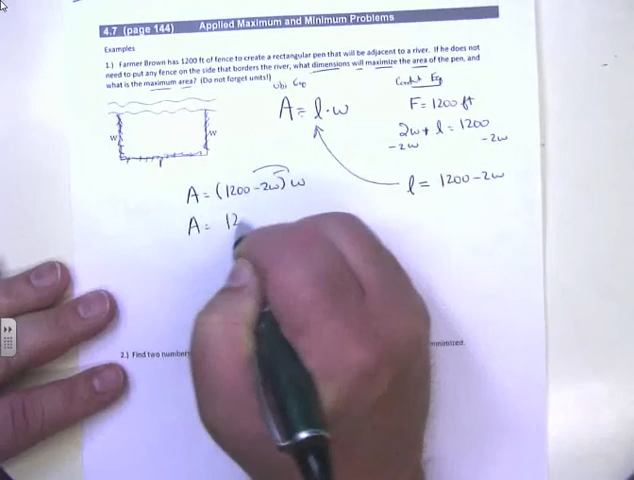 4.7 (page 144) Applied Maximum and Minimum Problems
Examples
1.) Farmer Brown has 1200 ft of fence to create a rectangular pen that will be adjacent to a river. If he does not
need to put any fence on the side that borders the river, what dimensions will maximize the area of the pen, and
what is the maximum area? (Do not forget units!)
Obj Eq
A = l · w
Const Eq
F = 1200 ft
2w + l = 1200
-2w -2w
l = 1200 - 2w
w w
A = (1200 - 2w) w
A = 12
2.) Find two number
minimized.